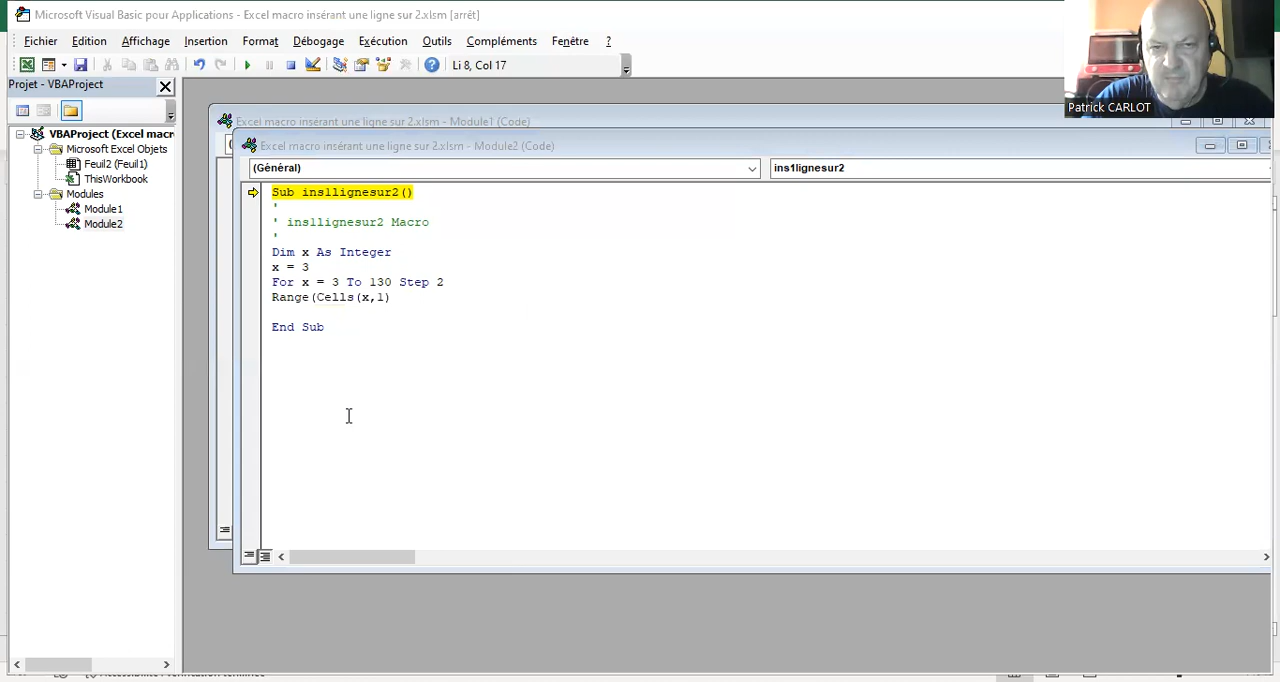 Microsoft Visual Basic pour Applications - Excel macro insérant une ligne sur 2.xlsm [arrêt]
Fichier Edition Affichage Insertion Format Débogage Exécution Outils Compléments Fenêtre ?
Li 8, Col 17
Projet - VBAProject
Patrick CARLOT
Excel macro insérant une ligne sur 2.xlsm - Module1 (Code)
VBAProject (Excel macr
Excel macro insérant une ligne sur 2.xlsm - Module2 (Code)
Microsoft Excel Objets
Feuil2 (Feuil1)
ThisWorkbook
Modules
Module1
Module2
(Général)
ins1lignesur2
Sub ins1lignesur2()
'
' ins1lignesur2 Macro
'
Dim x As Integer
x = 3
For x = 3 To 130 Step 2
Range(Cells(x,1)
End Sub